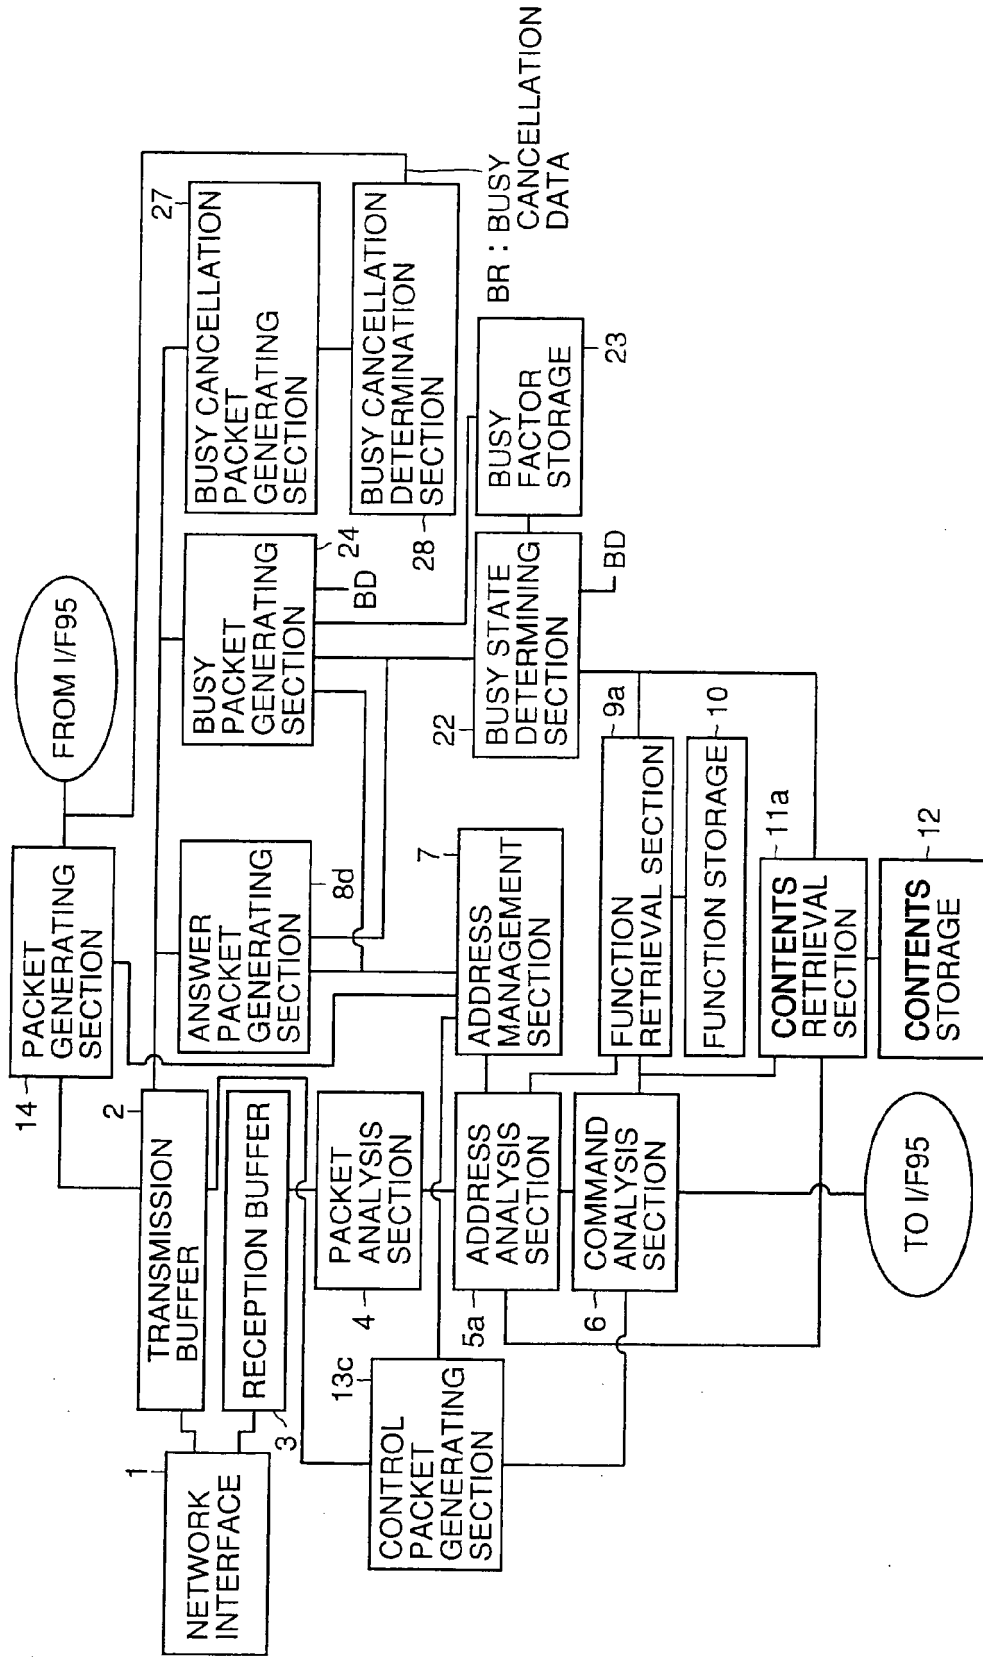 FROM I/F95
14
PACKET
GENERATING
SECTION
27
BUSY CANCELLATION
PACKET
GENERATING
SECTION
2
TRANSMISSION
BUFFER
ANSWER
PACKET
GENERATING
SECTION
8d
BUSY
PACKET
GENERATING
SECTION
24
BD
BUSY CANCELLATION
DETERMINATION
SECTION
28
BR : BUSY
CANCELLATION
DATA
1
NETWORK
INTERFACE
RECEPTION BUFFER
3
PACKET
ANALYSIS
SECTION
4
13c
CONTROL
PACKET
GENERATING
SECTION
7
ADDRESS
MANAGEMENT
SECTION
ADDRESS
ANALYSIS
SECTION
5a
22
BUSY STATE
DETERMINING
SECTION
BD
BUSY
FACTOR
STORAGE
23
COMMAND
ANALYSIS
SECTION
6
9a
FUNCTION
RETRIEVAL SECTION
10
FUNCTION STORAGE
11a
CONTENTS
RETRIEVAL
SECTION
12
CONTENTS
STORAGE
TO I/F95